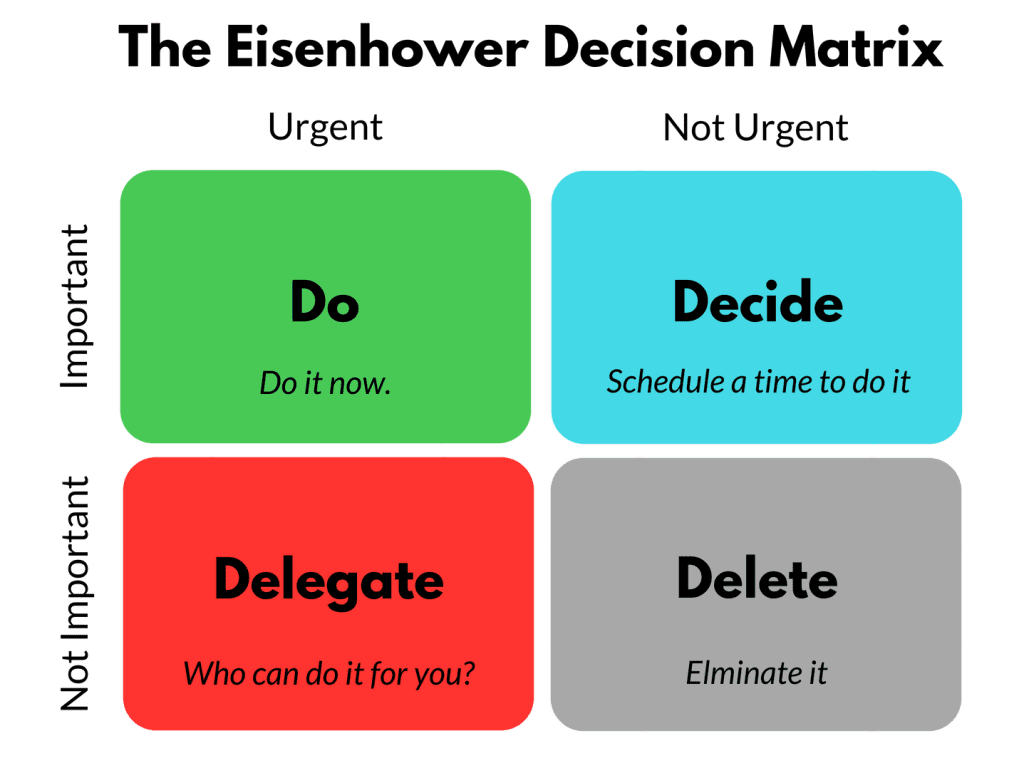 The Eisenhower Decision Matrix
Urgent
Not Urgent
Important
Do
Do it now.
Decide
Schedule a time to do it
Not Important
Delegate
Who can do it for you?
Delete
Elminate it